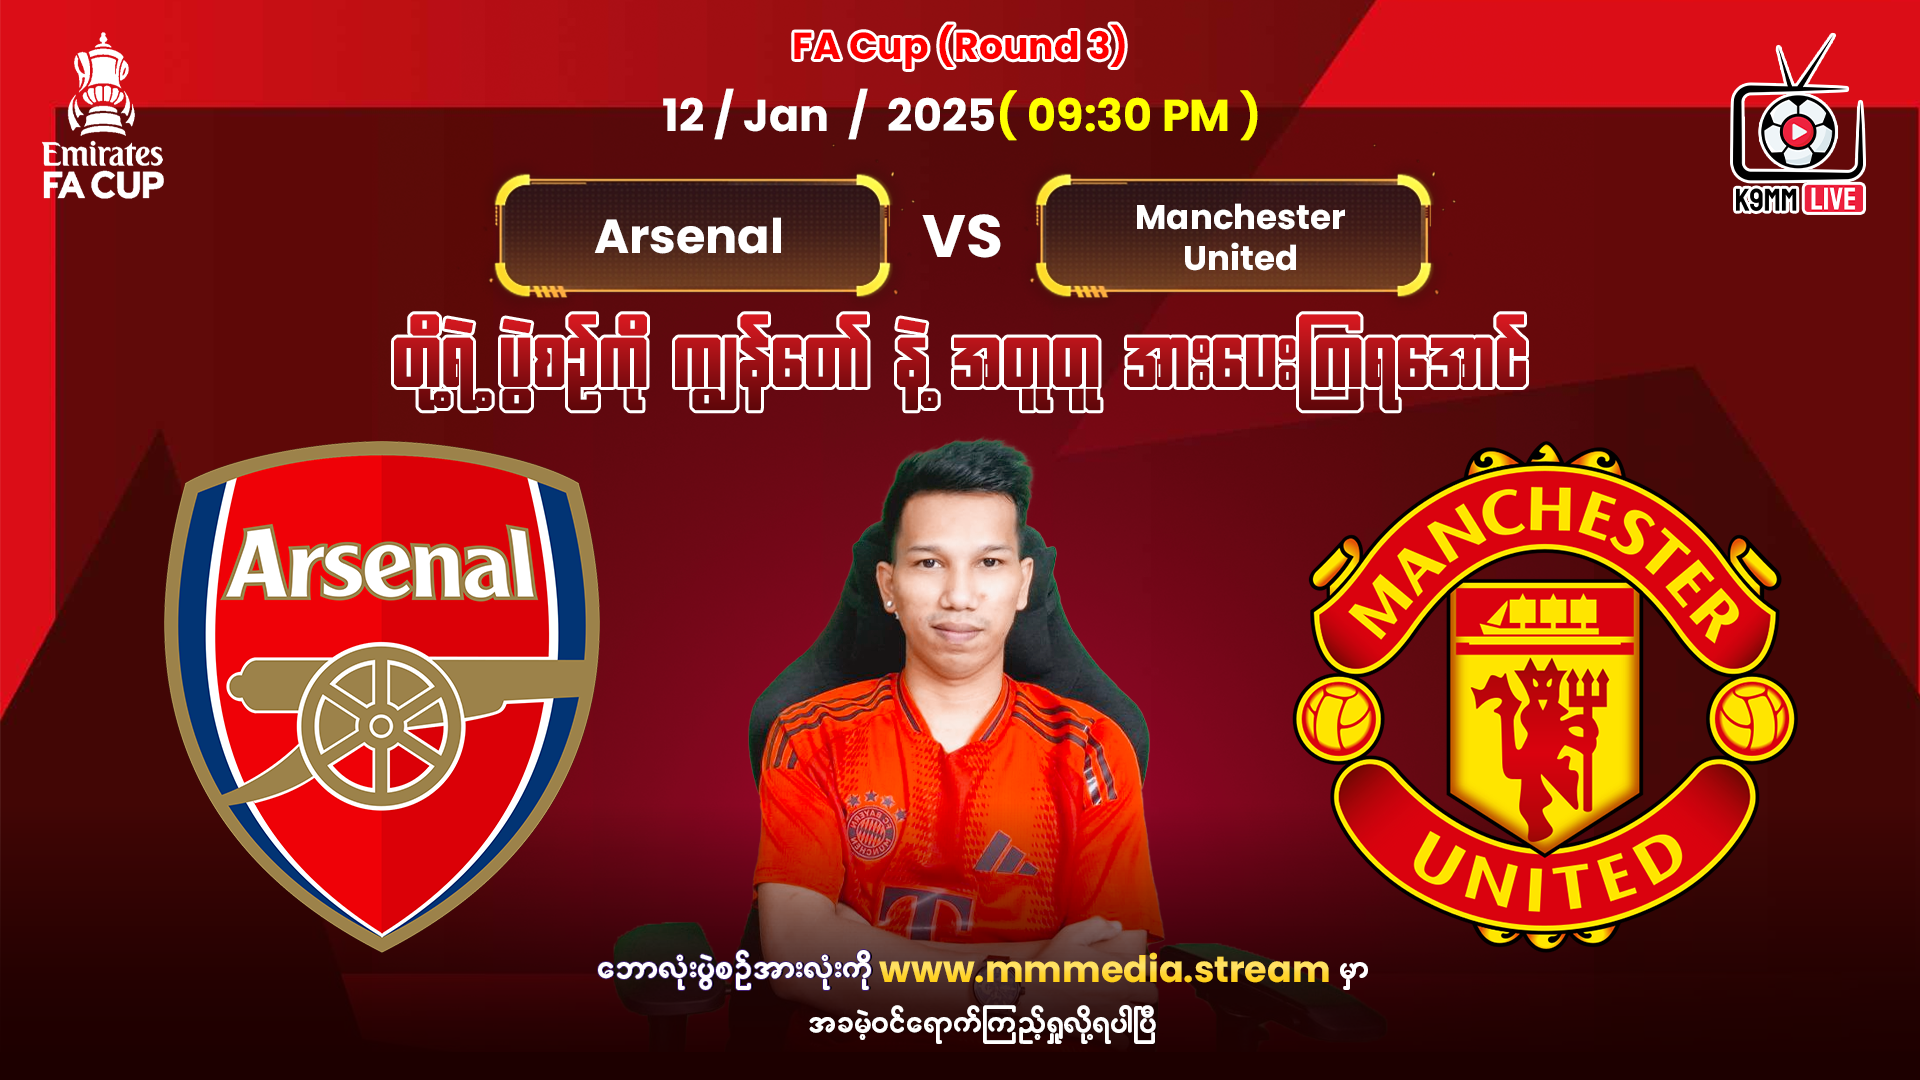 FA Cup (Round 3)
12 / Jan / 2025 ( 09:30 PM )
Emirates
FA CUP
K9MM LIVE
Arsenal VS Manchester
United
တို့ရဲ့ ပွဲစဉ်ကို ကျွန်တော် နဲ့ အတူတူ အားပေးကြရအောင်
Arsenal
MANCHESTER
UNITED
FC BAYERN
MÜNCHEN
T
ဘောလုံးပွဲစဉ်အားလုံးကို www.mmmedia.stream မှာ
အခမဲ့ဝင်ရောက်ကြည့်ရှုလို့ရပါပြီ